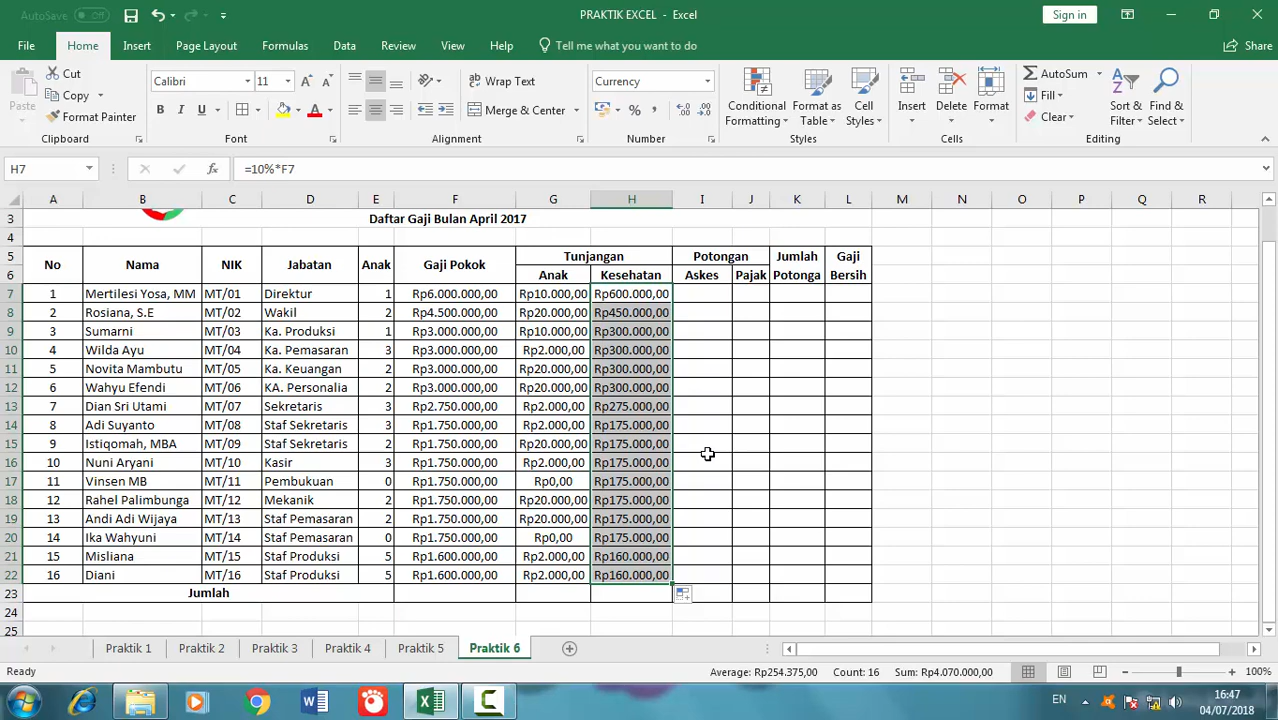 AutoSave Off PRAKTIK EXCEL - Excel Sign in
File Home Insert Page Layout Formulas Data Review View Help Tell me what you want to do Share
Paste Cut Copy Format Painter Clipboard
Calibri 11 B I U A Font
Wrap Text Merge & Center Alignment
Currency % , Number
Conditional Formatting Format as Table Cell Styles Styles
Insert Delete Format Cells
AutoSum Fill Clear Sort & Filter Find & Select Editing
H7 fx =10%*F7
A B C D E F G H I J K L M N O P Q R
3 Daftar Gaji Bulan April 2017
4
5 No Nama NIK Jabatan Anak Gaji Pokok Tunjangan Potongan Jumlah Gaji
6 Anak Kesehatan Askes Pajak Potonga Bersih
7 1 Mertilesi Yosa, MM MT/01 Direktur 1 Rp6.000.000,00 Rp10.000,00 Rp600.000,00
8 2 Rosiana, S.E MT/02 Wakil 2 Rp4.500.000,00 Rp20.000,00 Rp450.000,00
9 3 Sumarni MT/03 Ka. Produksi 1 Rp3.000.000,00 Rp10.000,00 Rp300.000,00
10 4 Wilda Ayu MT/04 Ka. Pemasaran 3 Rp3.000.000,00 Rp2.000,00 Rp300.000,00
11 5 Novita Mambutu MT/05 Ka. Keuangan 2 Rp3.000.000,00 Rp20.000,00 Rp300.000,00
12 6 Wahyu Efendi MT/06 KA. Personalia 2 Rp3.000.000,00 Rp20.000,00 Rp300.000,00
13 7 Dian Sri Utami MT/07 Sekretaris 3 Rp2.750.000,00 Rp2.000,00 Rp275.000,00
14 8 Adi Suyanto MT/08 Staf Sekretaris 3 Rp1.750.000,00 Rp2.000,00 Rp175.000,00
15 9 Istiqomah, MBA MT/09 Staf Sekretaris 2 Rp1.750.000,00 Rp20.000,00 Rp175.000,00
16 10 Nuni Aryani MT/10 Kasir 3 Rp1.750.000,00 Rp2.000,00 Rp175.000,00
17 11 Vinsen MB MT/11 Pembukuan 0 Rp1.750.000,00 Rp0,00 Rp175.000,00
18 12 Rahel Palimbunga MT/12 Mekanik 2 Rp1.750.000,00 Rp20.000,00 Rp175.000,00
19 13 Andi Adi Wijaya MT/13 Staf Pemasaran 2 Rp1.750.000,00 Rp20.000,00 Rp175.000,00
20 14 Ika Wahyuni MT/14 Staf Pemasaran 0 Rp1.750.000,00 Rp0,00 Rp175.000,00
21 15 Misliana MT/15 Staf Produksi 5 Rp1.600.000,00 Rp2.000,00 Rp160.000,00
22 16 Diani MT/16 Staf Produksi 5 Rp1.600.000,00 Rp2.000,00 Rp160.000,00
23 Jumlah
24
25
Praktik 1 Praktik 2 Praktik 3 Praktik 4 Praktik 5 Praktik 6
Ready Average: Rp254.375,00 Count: 16 Sum: Rp4.070.000,00 100%
EN 16:47
04/07/2018